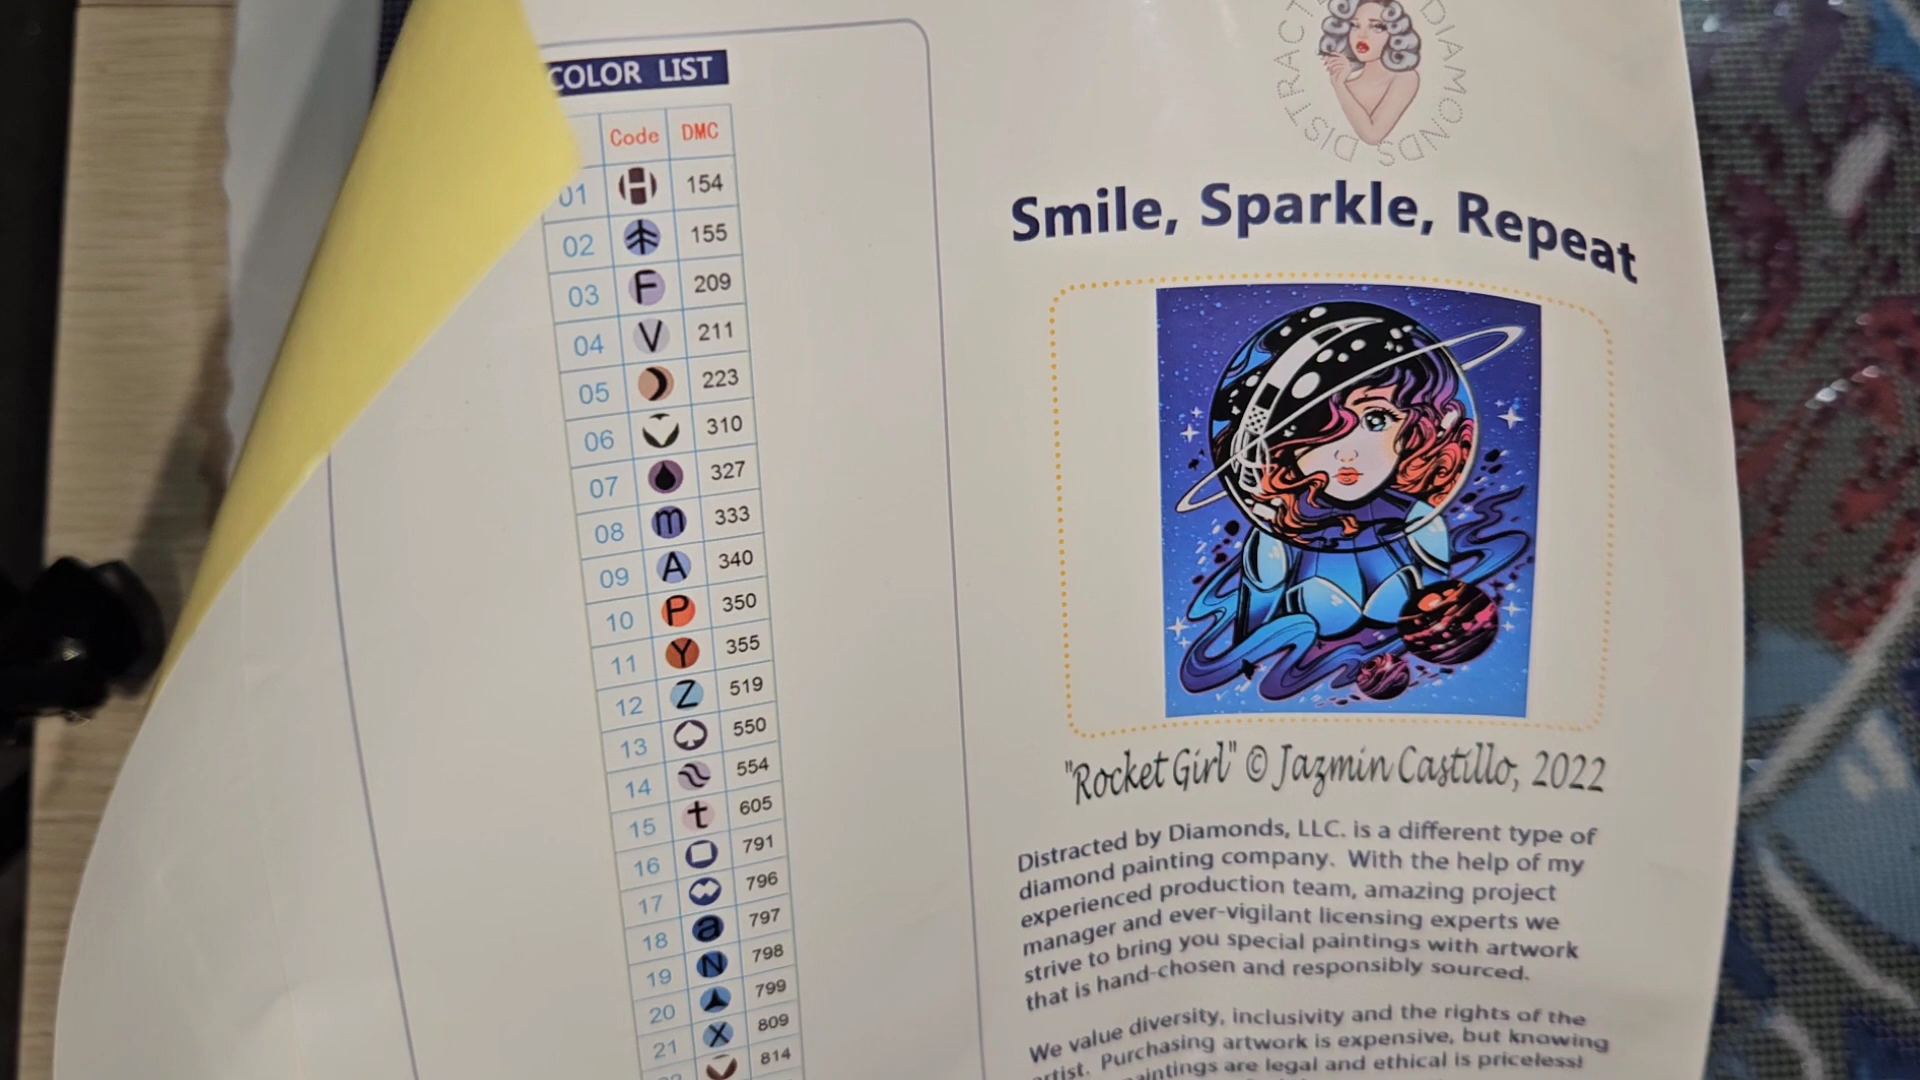 COLOR LIST
Code DMC
01 H 154
02 155
03 F 209
04 V 211
05 223
06 310
07 327
08 m 333
09 A 340
10 P 350
11 Y 355
12 Z 519
13 550
14 554
15 t 605
16 791
17 796
18 a 797
19 N 798
20 799
21 X 809
814
DIAMONDS
Smile, Sparkle, Repeat
"Rocket Girl" © Jazmin Castillo, 2022
Distracted by Diamonds, LLC. is a different type of
diamond painting company. With the help of my
experienced production team, amazing project
manager and ever-vigilant licensing experts we
strive to bring you special paintings with artwork
that is hand-chosen and responsibly sourced.
We value diversity, inclusivity and the rights of the
artist. Purchasing artwork is expensive, but knowing
paintings are legal and ethical is priceless!